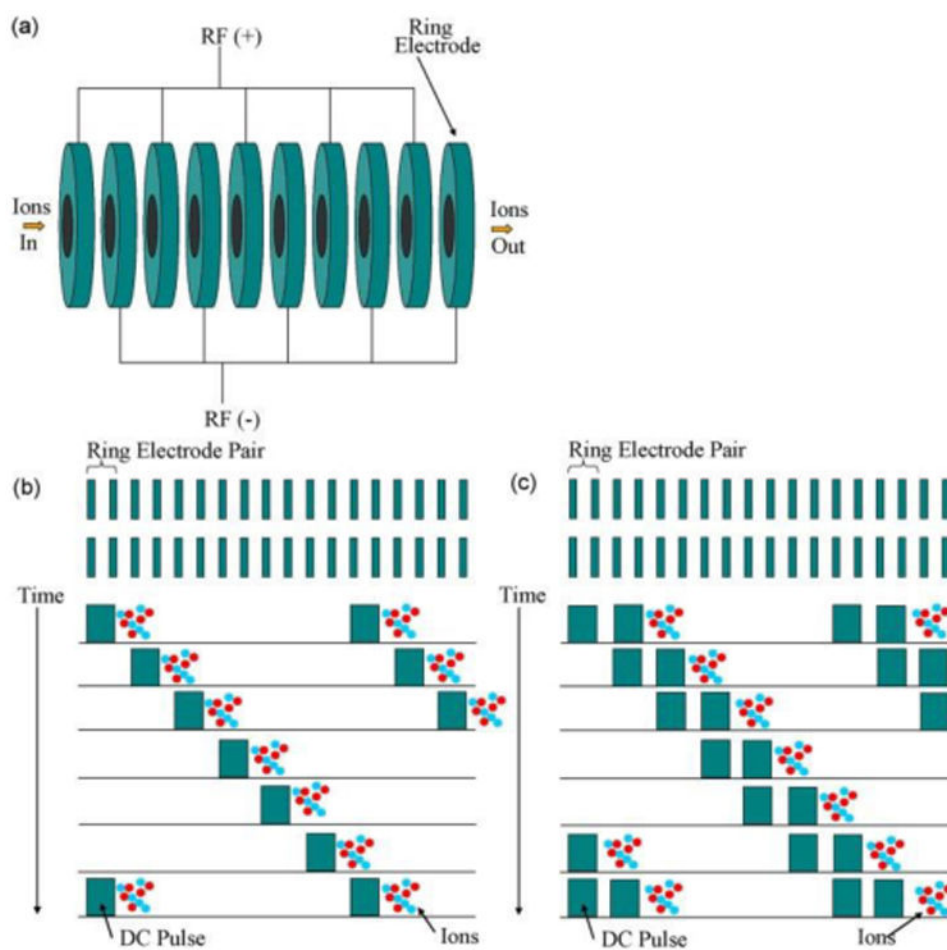 (a)
RF (+)
Ring
Electrode
Ions
In
Ions
Out
RF (-)
Ring Electrode Pair
(b)
Time
DC Pulse
Ions
Ring Electrode Pair
(c)
Time
DC Pulse
Ions